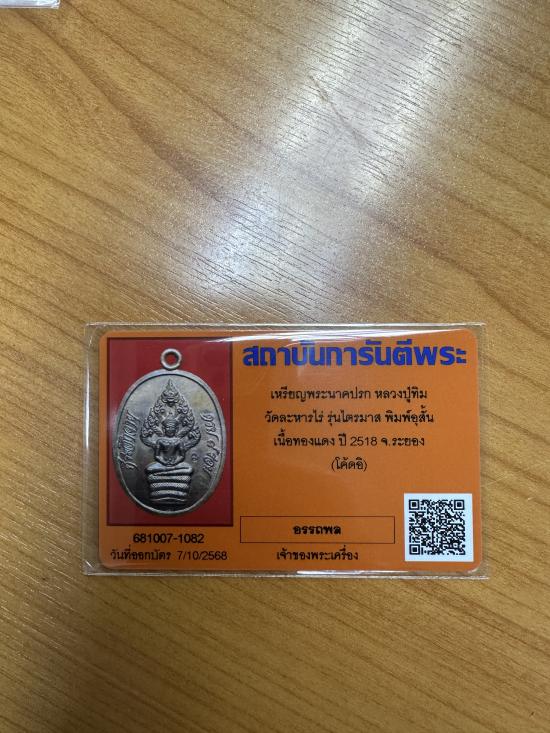 สถาบันการันตีพระ
เหรียญพระนาคปรก หลวงปู่ทิม
วัดละหารไร่ รุ่นไตรมาส พิมพ์อุสั้น
เนื้อทองแดง ปี 2518 จ.ระยอง
(โค้ดอิ)
อรรถพล
เจ้าของพระเครื่อง
681007-1082
วันที่ออกบัตร 7/10/2568